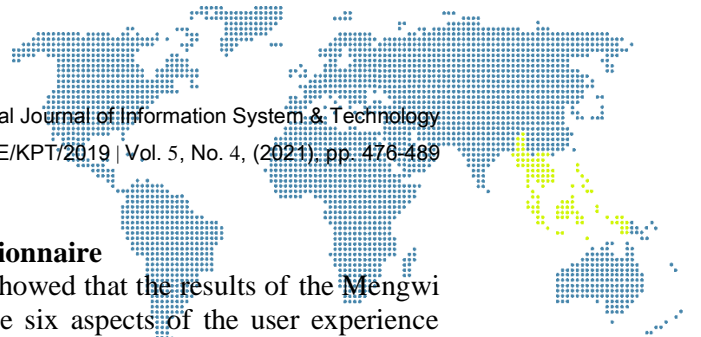 al Journal of Information System & Technology
E/KPT/2019 | Vol. 5, No. 4, (2021), pp. 476-489
ionnaire
howed that the results of the Mengwi
e six aspects of the user experience